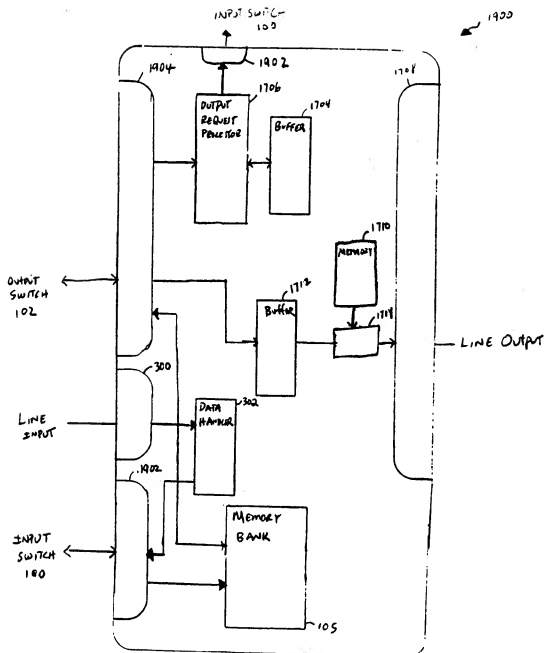 INPUT SWITCH
100
1900
1902
1904
1706
1704
1708
OUTPUT
REQUEST
PROCESSOR
BUFFER
1710
MEMORY
OUTPUT
SWITCH
102
1712
BUFFER
1714
LINE OUTPUT
300
LINE
INPUT
302
DATA
HANDLER
1902
INPUT
SWITCH
100
MEMORY
BANK
105